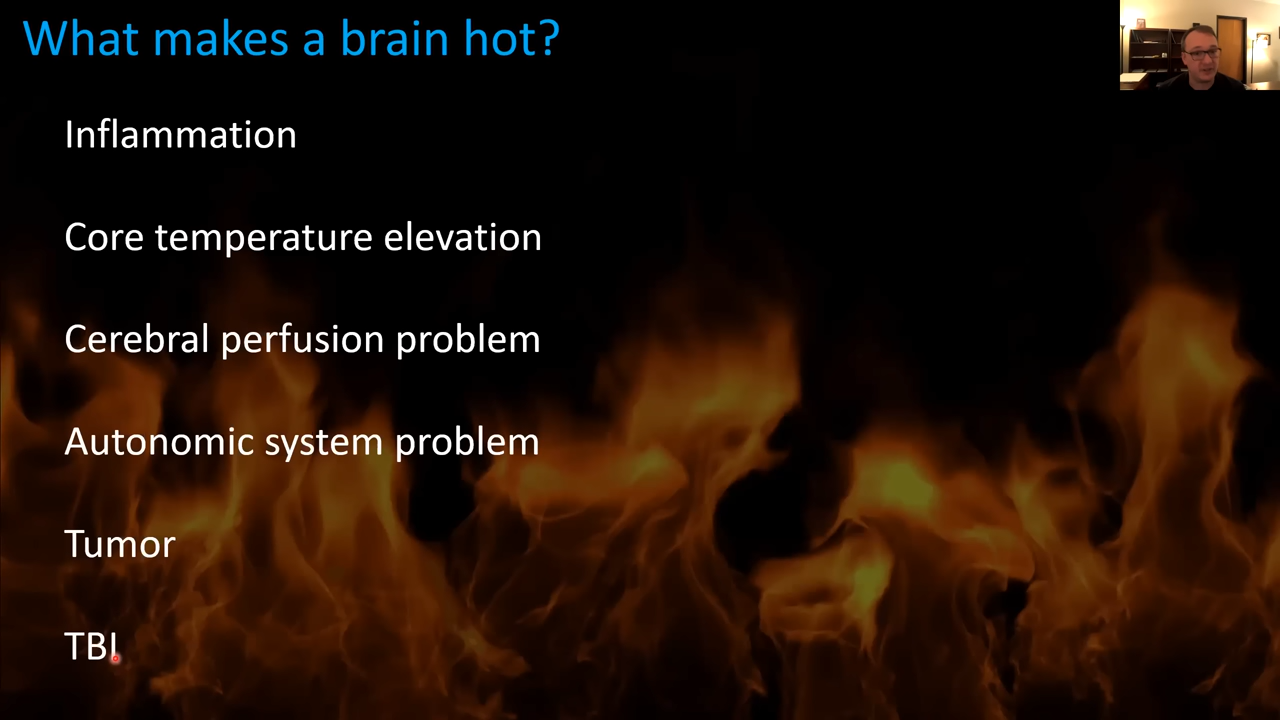 What makes a brain hot?
Inflammation
Core temperature elevation
Cerebral perfusion problem
Autonomic system problem
Tumor
TBI